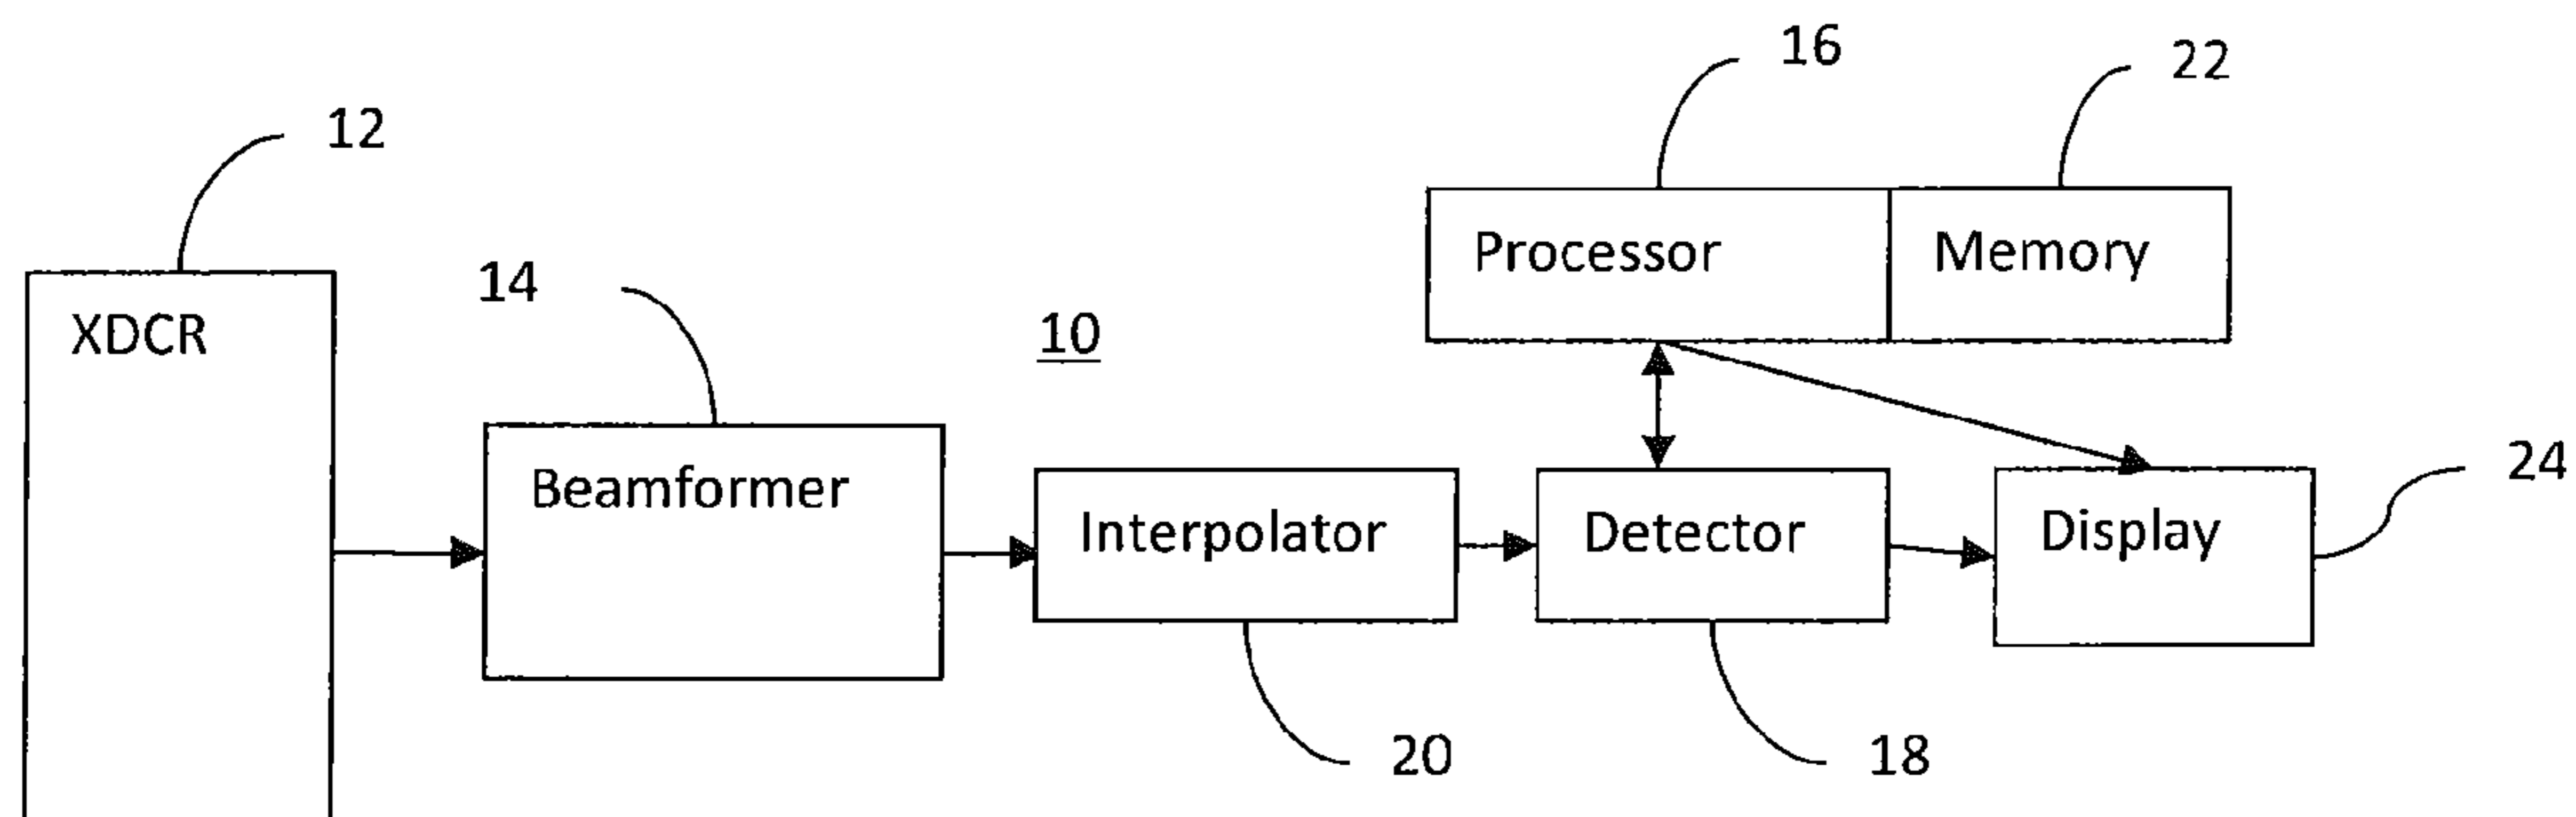 16
22
12
Processor
Memory
14
10
XDCR
24
Beamformer
Interpolator
Detector
Display
20
18